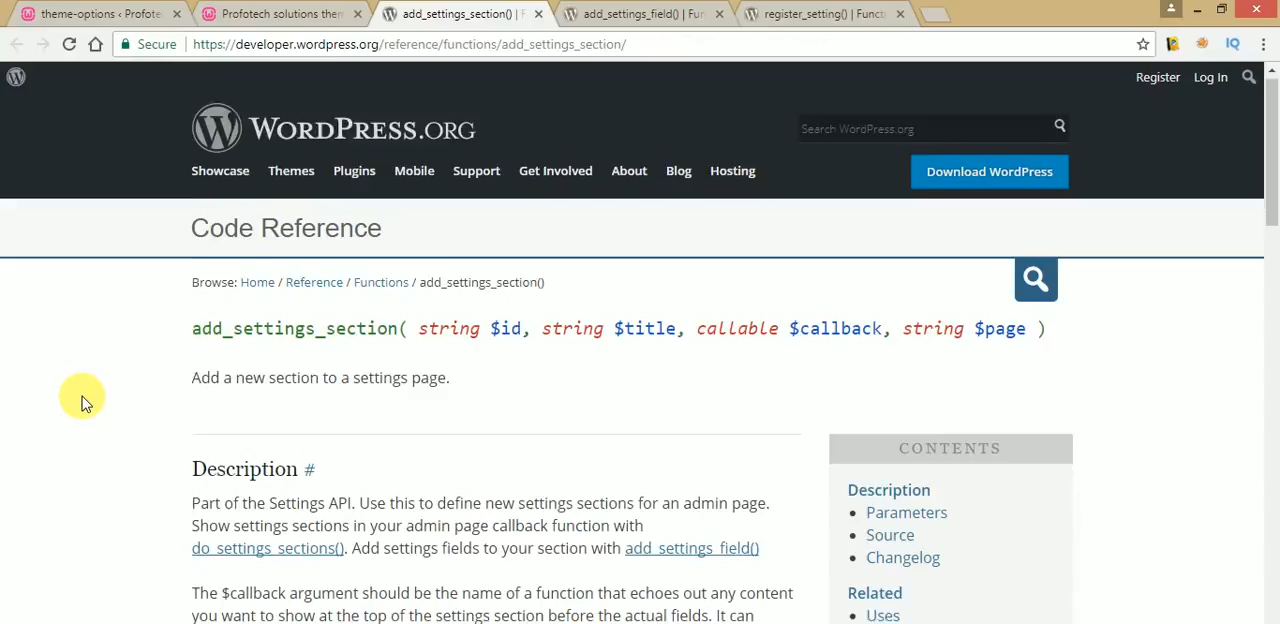 theme-options ‹ Profote
Profotech solutions them
add_settings_section() | F
add_settings_field() | Fun
register_setting() | Functi
Secure
https://developer.wordpress.org/reference/functions/add_settings_section/
IQ
Register
Log In
WORDPRESS.ORG
Search WordPress.org
Showcase Themes Plugins Mobile Support Get Involved About Blog Hosting
Download WordPress
Code Reference
Browse: Home / Reference / Functions / add_settings_section()
add_settings_section( string $id, string $title, callable $callback, string $page )
Add a new section to a settings page.
Description #
Part of the Settings API. Use this to define new settings sections for an admin page.
Show settings sections in your admin page callback function with
do_settings_sections(). Add settings fields to your section with add_settings_field()
The $callback argument should be the name of a function that echoes out any content
you want to show at the top of the settings section before the actual fields. It can
CONTENTS
Description
Parameters
Source
Changelog
Related
Uses